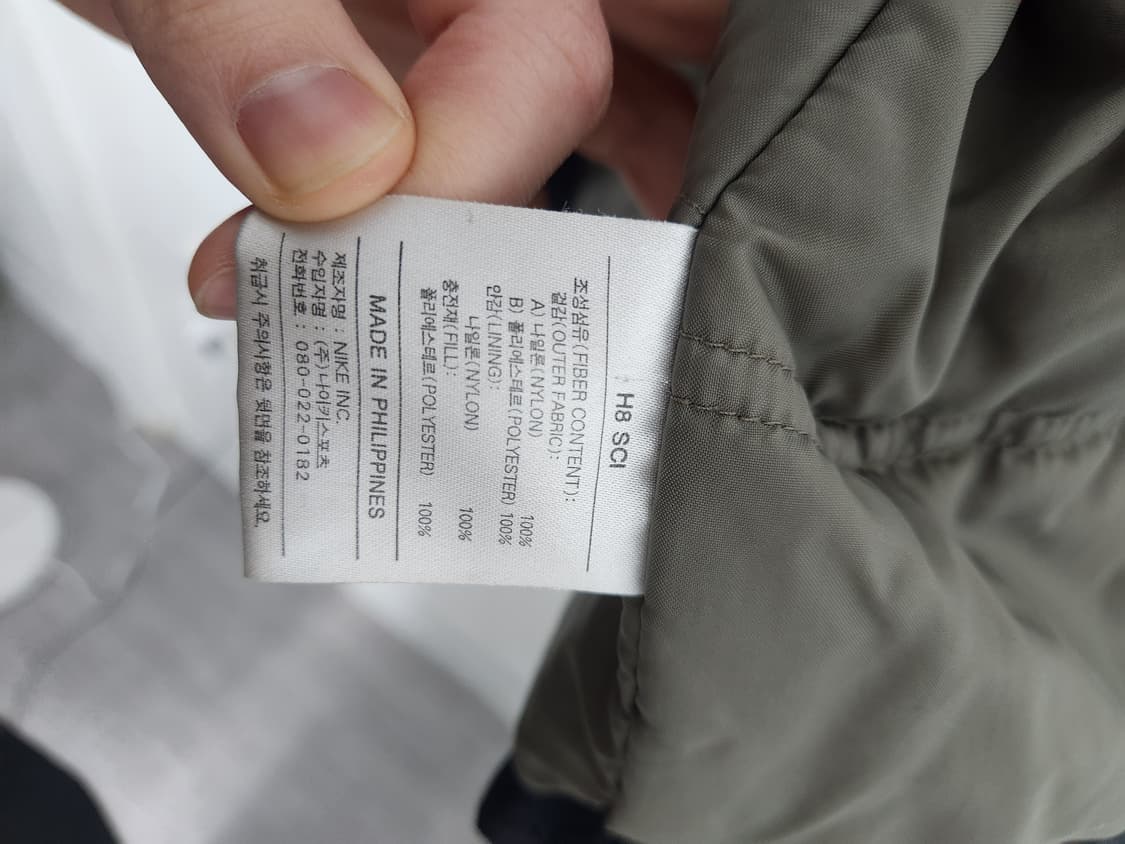 H8 SCI
조성섬유(FIBER CONTENT):
겉감(OUTER FABRIC):
A) 나일론(NYLON) 100%
B) 폴리에스테르(POLYESTER) 100%
안감(LINING):
나일론(NYLON) 100%
충전재(FILL):
폴리에스테르(POLYESTER) 100%
MADE IN PHILIPPINES
제조자명 : NIKE INC.
수입자명 : (주)나이키스포츠
전화번호 : 080-022-0182
취급시 주의사항은 뒷면을 참조하세요.